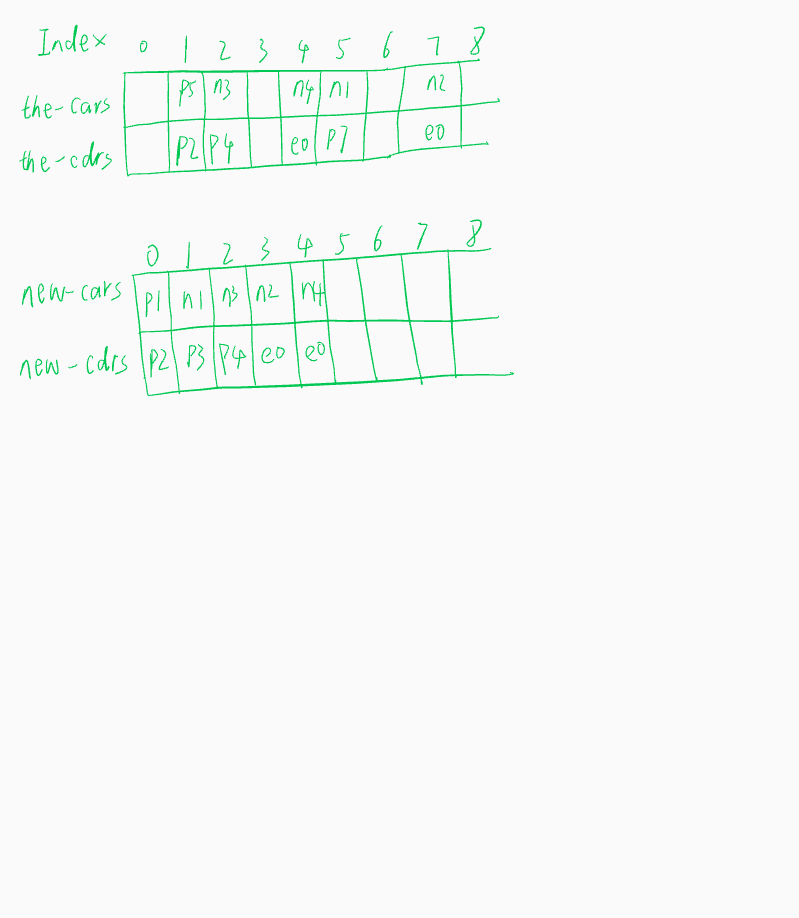 Index 0 1 2 3 4 5 6 7 8
the-cars p5 n3 n4 n1 n2
the-cdrs p2 p4 e0 p7 e0
0 1 2 3 4 5 6 7 8
new-cars p1 n1 n3 n2 n4
new-cdrs p2 p3 p4 e0 e0